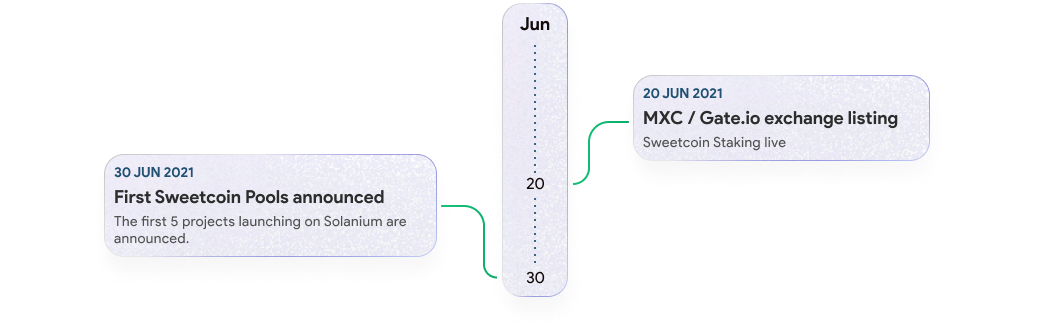 Jun
20 JUN 2021
MXC / Gate.io exchange listing
Sweetcoin Staking live
20
30 JUN 2021
First Sweetcoin Pools announced
The first 5 projects launching on Solanium are
announced.
30